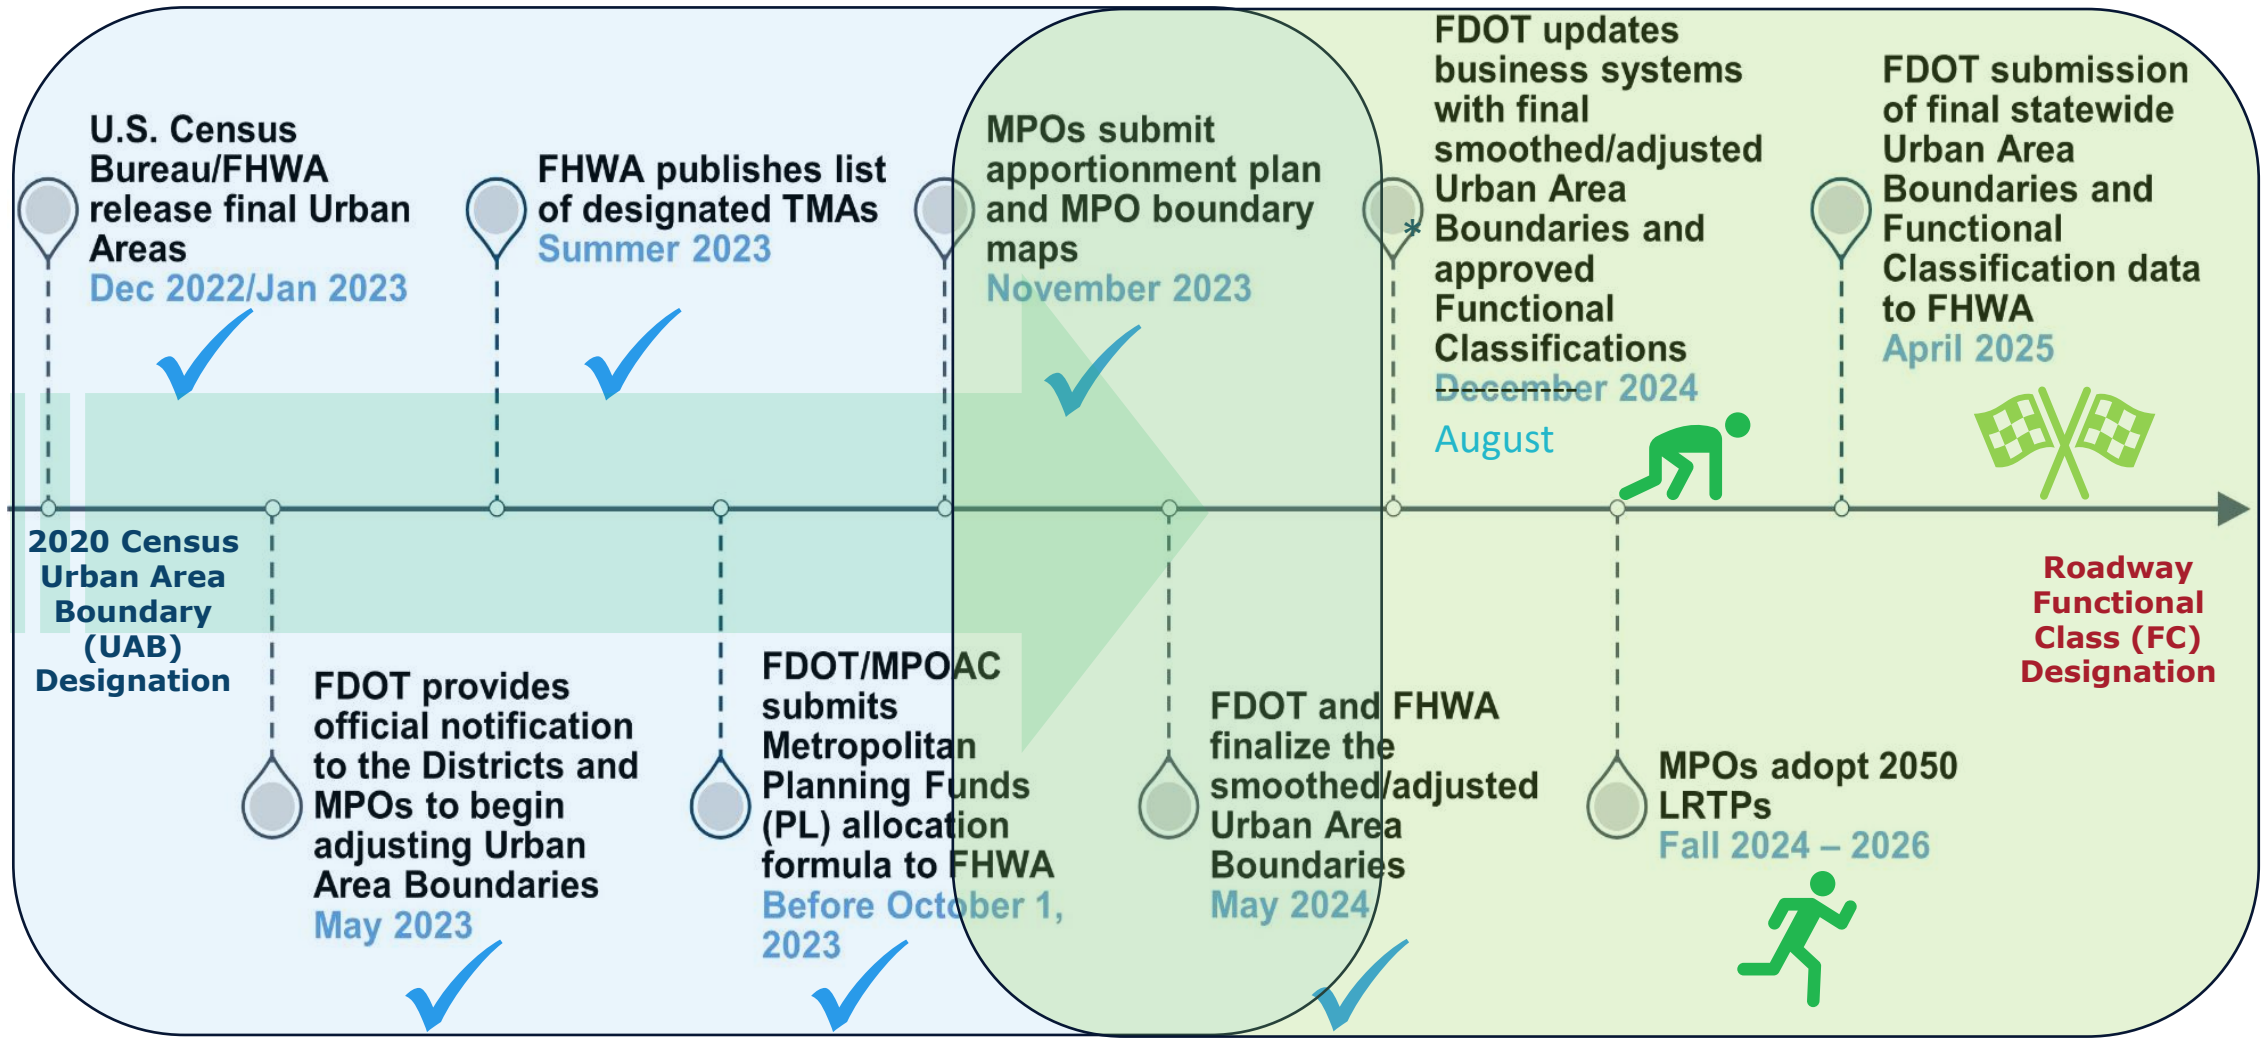 U.S. Census
Bureau/FHWA
release final Urban
Areas
Dec 2022/Jan 2023
FHWA publishes list
of designated TMAs
Summer 2023
MPOs submit
apportionment plan
and MPO boundary
maps
November 2023
*
FDOT updates
business systems
with final
smoothed/adjusted
Urban Area
Boundaries and
approved
Functional
Classifications
December 2024
August
FDOT submission
of final statewide
Urban Area
Boundaries and
Functional
Classification data
to FHWA
April 2025
2020 Census
Urban Area
Boundary
(UAB)
Designation
FDOT provides
official notification
to the Districts and
MPOs to begin
adjusting Urban
Area Boundaries
May 2023
FDOT/MPOAC
submits
Metropolitan
Planning Funds
(PL) allocation
formula to FHWA
Before October 1,
2023
FDOT and FHWA
finalize the
smoothed/adjusted
Urban Area
Boundaries
May 2024
MPOs adopt 2050
LRTPs
Fall 2024 – 2026
Roadway
Functional
Class (FC)
Designation